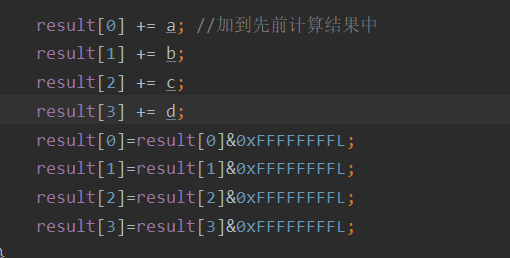 result[0] += a; //加到先前计算结果中
result[1] += b;
result[2] += c;
result[3] += d;
result[0]=result[0]&0xFFFFFFFFL;
result[1]=result[1]&0xFFFFFFFFL;
result[2]=result[2]&0xFFFFFFFFL;
result[3]=result[3]&0xFFFFFFFFL;
}